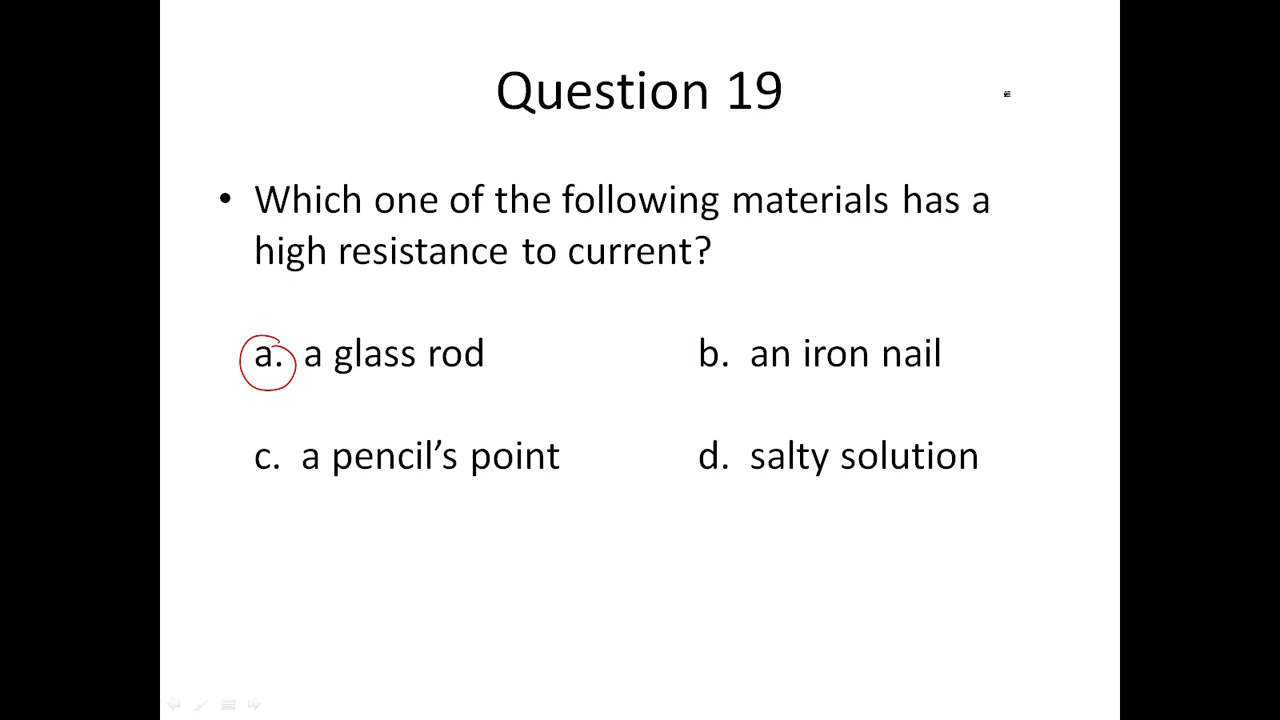 Question 19
• Which one of the following materials has a
high resistance to current?
a. a glass rod b. an iron nail
c. a pencil’s point d. salty solution